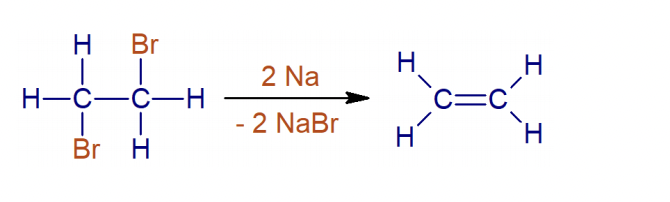 H Br
H C C H
Br H
2 Na
- 2 NaBr
H H
C C
H H